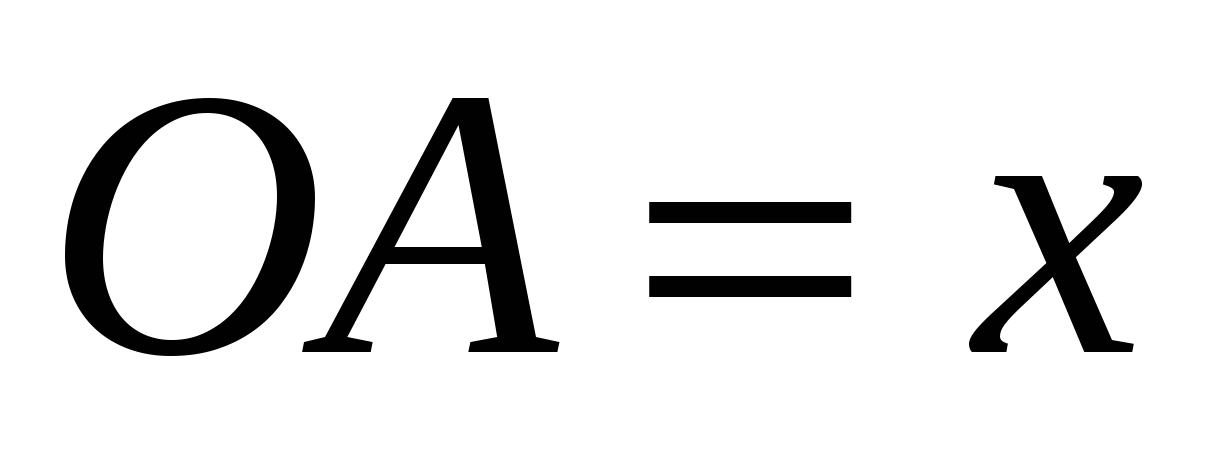 OA = x